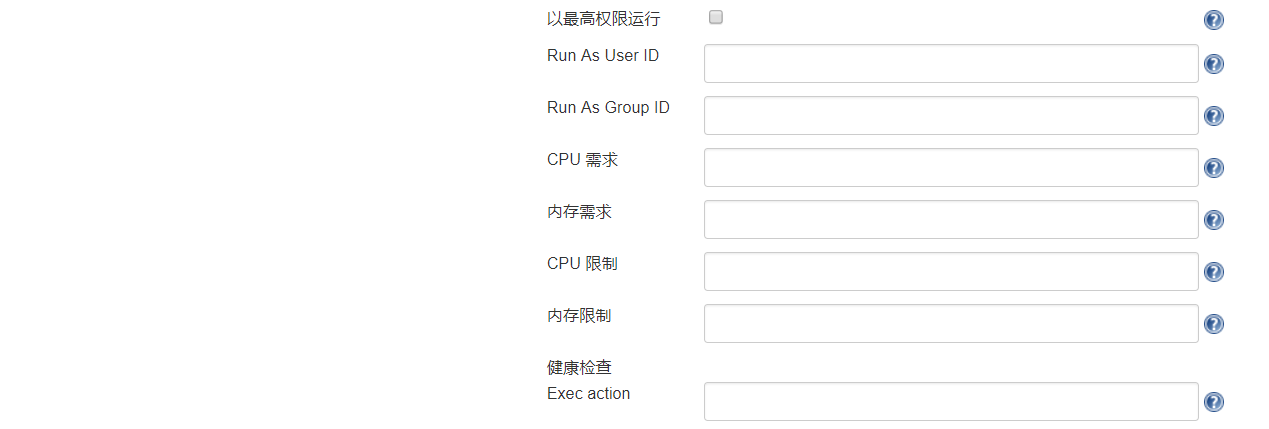 以最高权限运行
Run As User ID
Run As Group ID
CPU 需求
内存需求
CPU 限制
内存限制
健康检查
Exec action